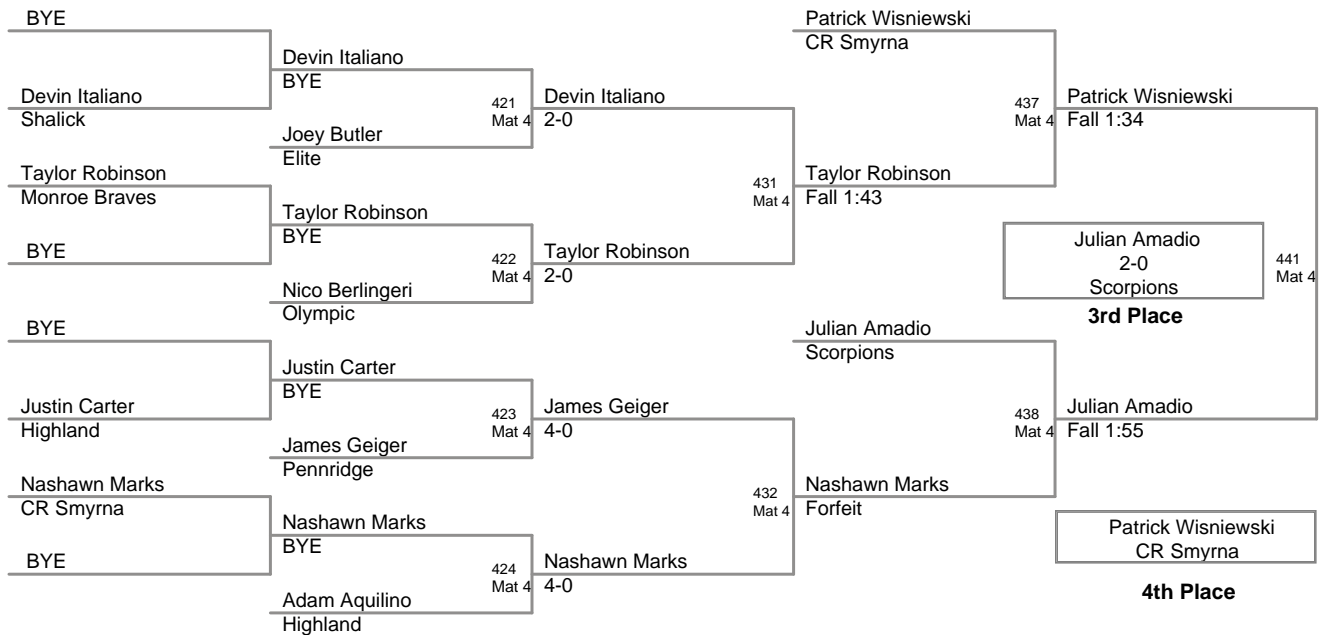 BYE
Devin Italiano
Shalick
Taylor Robinson
Monroe Braves
BYE
BYE
Justin Carter
Highland
Nashawn Marks
CR Smyrna
BYE
Devin Italiano
BYE
421
Mat 4
Joey Butler
Elite
Taylor Robinson
BYE
422
Mat 4
Nico Berlingeri
Olympic
Justin Carter
BYE
423
Mat 4
James Geiger
Pennridge
Nashawn Marks
BYE
424
Mat 4
Adam Aquilino
Highland
Devin Italiano
2-0
431
Mat 4
Taylor Robinson
2-0
James Geiger
4-0
432
Mat 4
Nashawn Marks
4-0
Patrick Wisniewski
CR Smyrna
437
Mat 4
Taylor Robinson
Fall 1:43
Julian Amadio
Scorpions
438
Mat 4
Nashawn Marks
Forfeit
Patrick Wisniewski
Fall 1:34
Julian Amadio
2-0
Scorpions
3rd Place
441
Mat 4
Julian Amadio
Fall 1:55
Patrick Wisniewski
CR Smyrna
4th Place